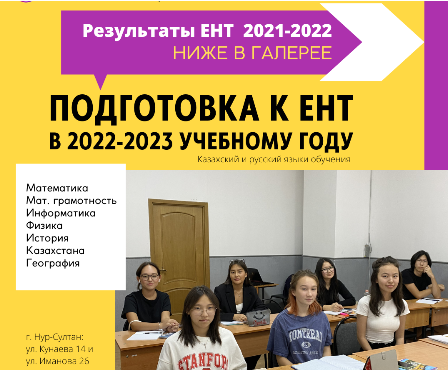 Результаты ЕНТ 2021-2022
НИЖЕ В ГАЛЕРЕЕ
ПОДГОТОВКА К ЕНТ
В 2022-2023 УЧЕБНОМУ ГОДУ
Казахский и русский языки обучения
Математика
Мат. грамотность
Информатика
Физика
История
Казахстана
География
г. Нур-Султан:
ул. Кунаева 14 и
ул. Иманова 26
STANFORD
MONTREAL